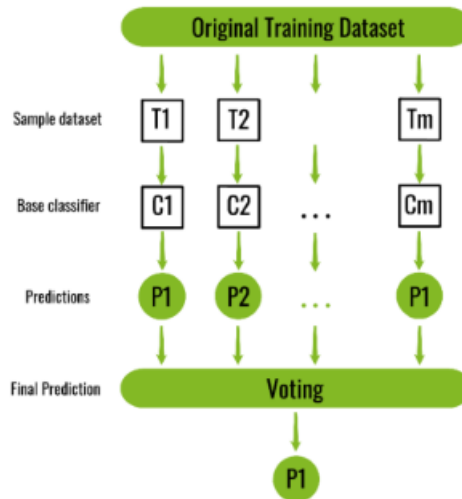 Original Training Dataset
Sample dataset T1 T2 Tm
Base classifier C1 C2 ... Cm
Predictions P1 P2 ... P1
Final Prediction Voting
P1